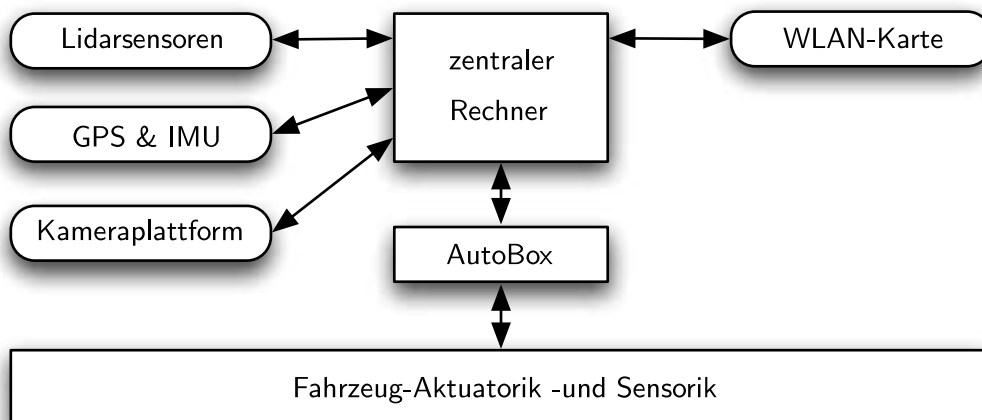 Lidarsensoren
zentraler
Rechner
WLAN-Karte
GPS & IMU
Kameraplattform
AutoBox
Fahrzeug-Aktuatorik -und Sensorik